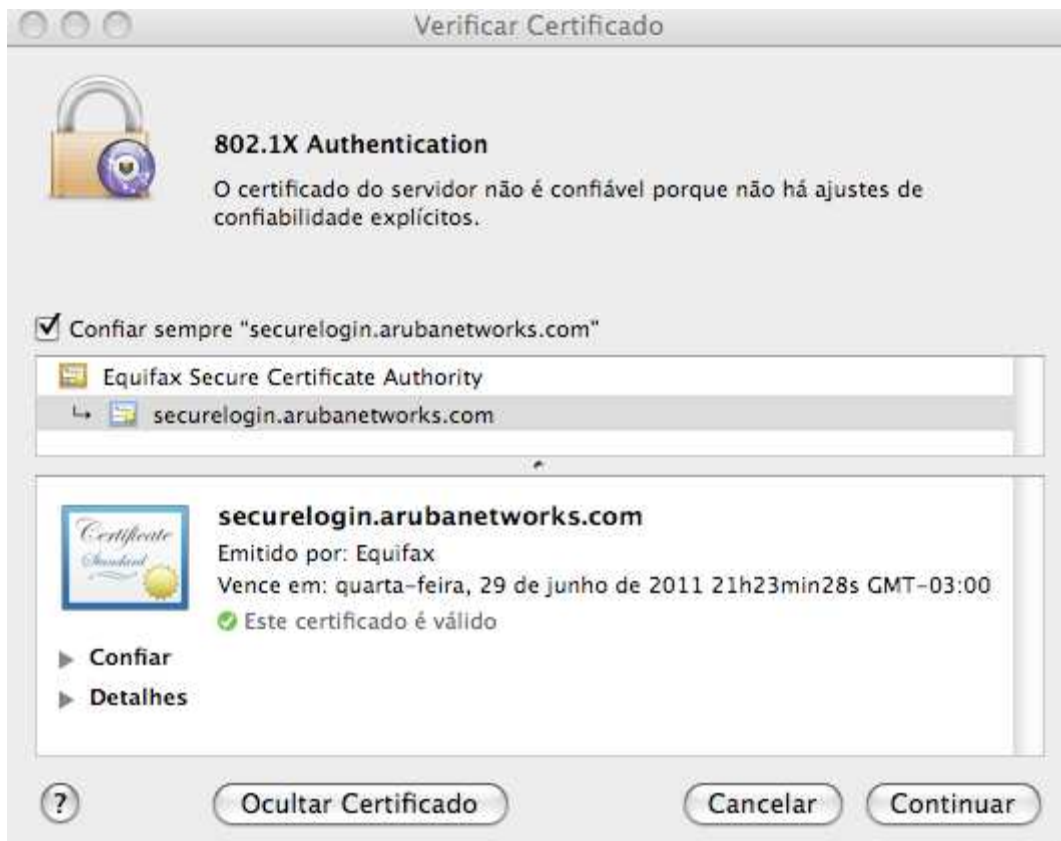 Verificar Certificado
802.1X Authentication
O certificado do servidor não é confiável porque não há ajustes de
confiabilidade explícitos.
Confiar sempre "securelogin.arubanetworks.com"
Equifax Secure Certificate Authority
securelogin.arubanetworks.com
Certificate
Standard
securelogin.arubanetworks.com
Emitido por: Equifax
Vence em: quarta-feira, 29 de junho de 2011 21h23min28s GMT-03:00
Este certificado é válido
Confiar
Detalhes
?
Ocultar Certificado
Cancelar
Continuar